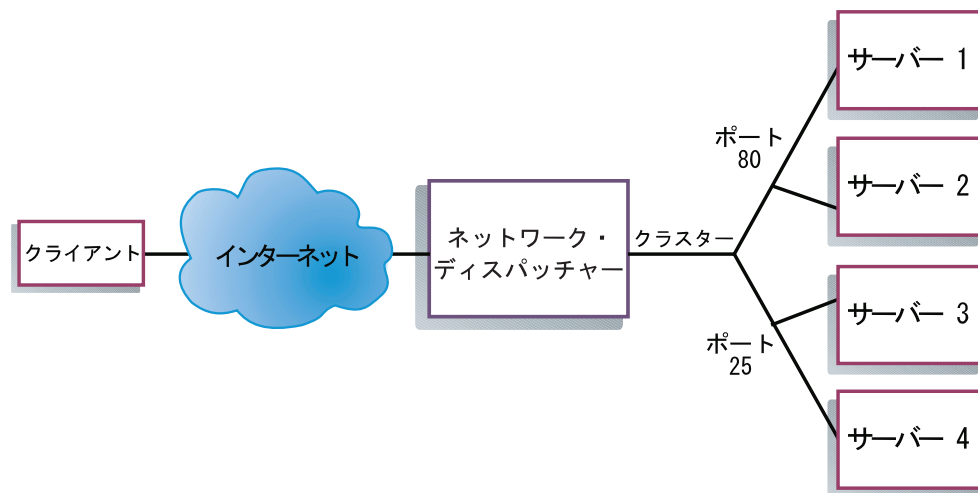 クライアント
インターネット
ネットワーク・
ディスパッチャー
クラスター
ポート
80
ポート
25
サーバー 1
サーバー 2
サーバー 3
サーバー 4